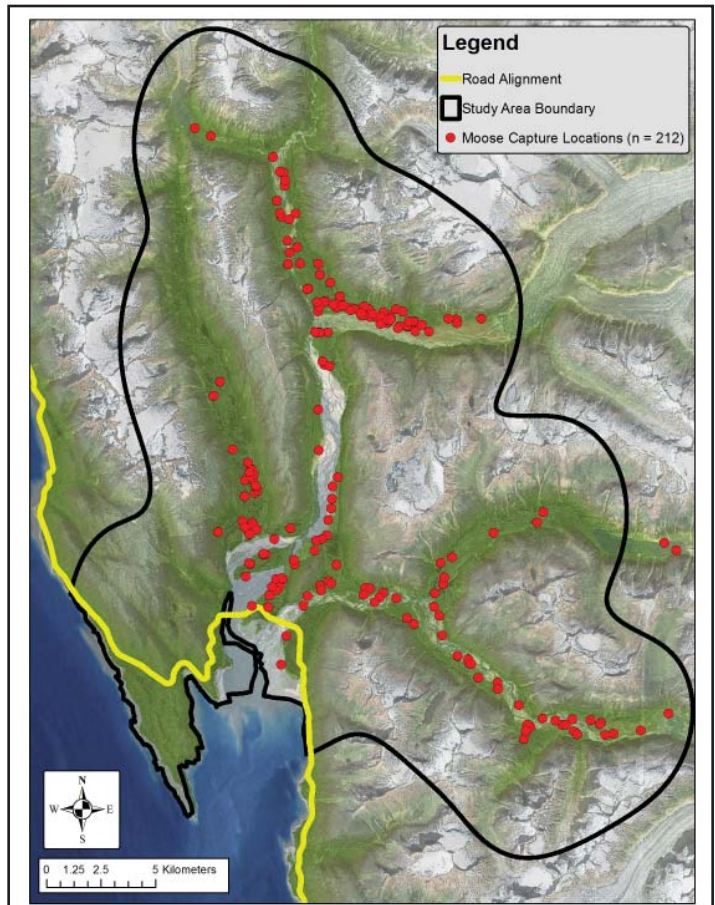 Legend
Road Alignment
Study Area Boundary
Moose Capture Locations (n = 212)
N
W E
S
0 1.25 2.5 5 Kilometers